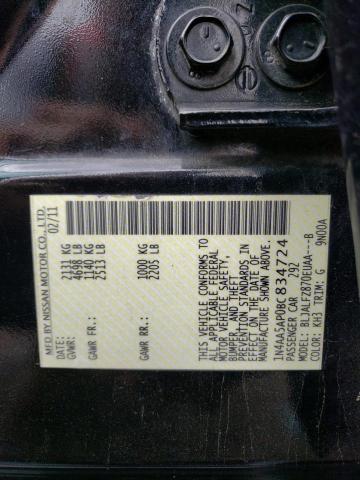 MFD BY NISSAN MOTOR CO., LTD.
02/11
GVWR: 2131 KG
4698 LB
GAWR FR.: 1140 KG
2513 LB
GAWR RR.: 1000 KG
2205 LB
THIS VEHICLE CONFORMS TO
ALL APPLICABLE FEDERAL
MOTOR VEHICLE SAFETY,
BUMPER, AND THEFT
PREVENTION STANDARDS IN
EFFECT ON THE DATE OF
MANUFACTURE SHOWN ABOVE.
1N4AA5AP0BC834724
PASSENGER CAR 792
MODEL: BLJALF2870EUAA---B
COLOR: KH3 TRIM: G 9N00A